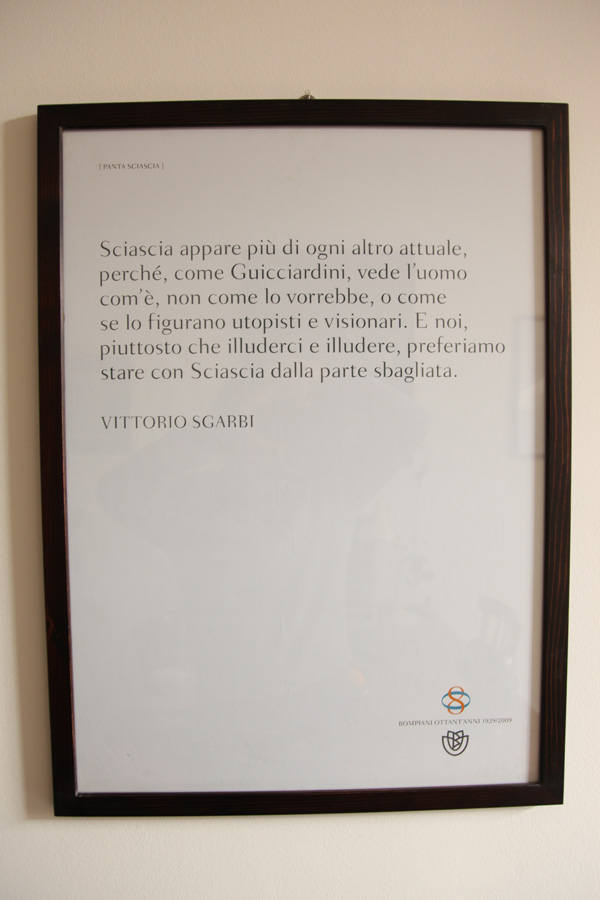 [ PANTA SCIASCIA ]
Sciascia appare più di ogni altro attuale,
perché, come Guicciardini, vede l'uomo
com'è, non come lo vorrebbe, o come
se lo figurano utopisti e visionari. E noi,
piuttosto che illuderci e illudere, preferiamo
stare con Sciascia dalla parte sbagliata.
VITTORIO SGARBI
BOMPIANI OTTANT'ANNI 1929/2009